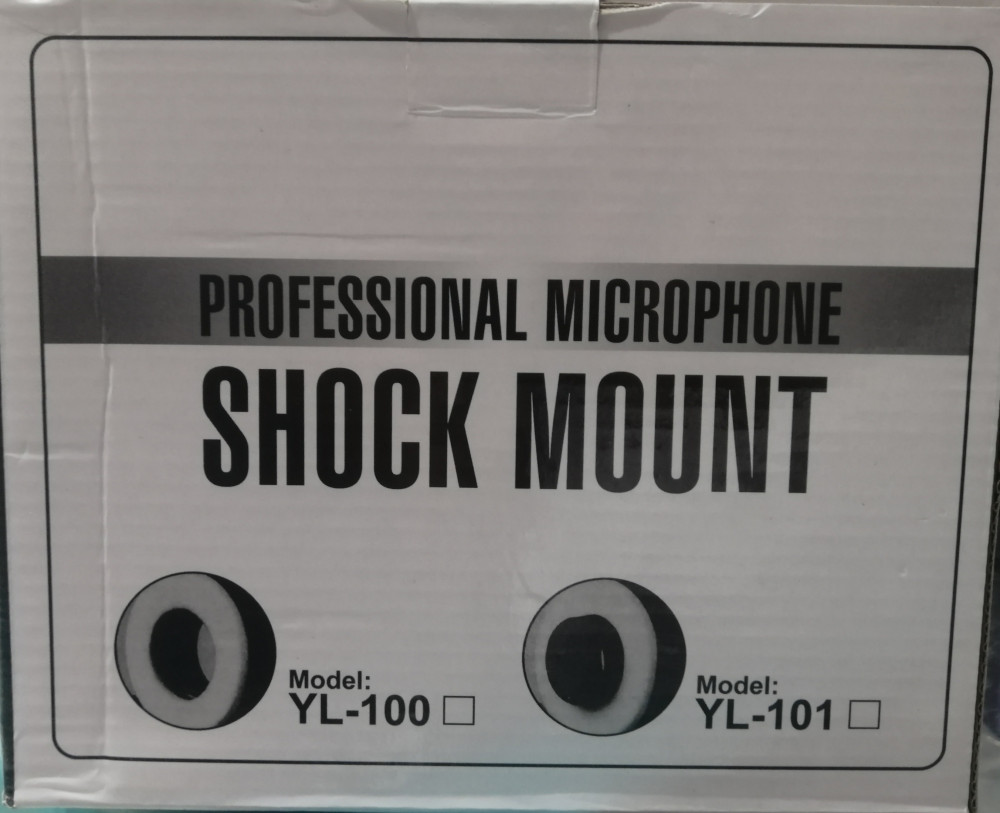 PROFESSIONAL MICROPHONE
SHOCK MOUNT
Model:
YL-100
Model:
YL-101